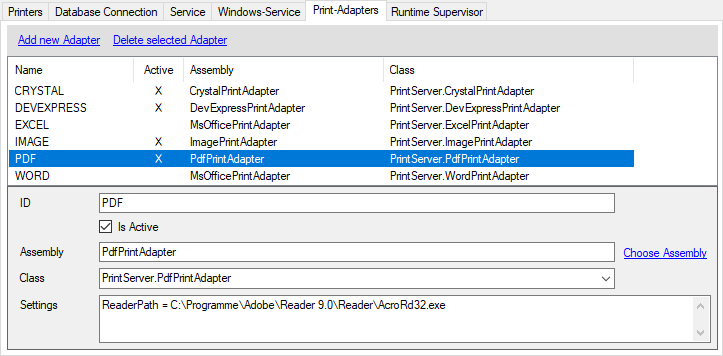 Printers Database Connection Service Windows-Service Print-Adapters Runtime Supervisor
Add new Adapter Delete selected Adapter
Name Active Assembly Class
CRYSTAL X CrystalPrintAdapter PrintServer.CrystalPrintAdapter
DEVEXPRESS X DevExpressPrintAdapter PrintServer.DevExpressPrintAdapter
EXCEL MsOfficePrintAdapter PrintServer.ExcelPrintAdapter
IMAGE X ImagePrintAdapter PrintServer.ImagePrintAdapter
PDF X PdfPrintAdapter PrintServer.PdfPrintAdapter
WORD MsOfficePrintAdapter PrintServer.WordPrintAdapter
ID PDF
Is Active
Assembly PdfPrintAdapter Choose Assembly
Class PrintServer.PdfPrintAdapter
Settings ReaderPath = C:\Programme\Adobe\Reader 9.0\Reader\AcroRd32.exe